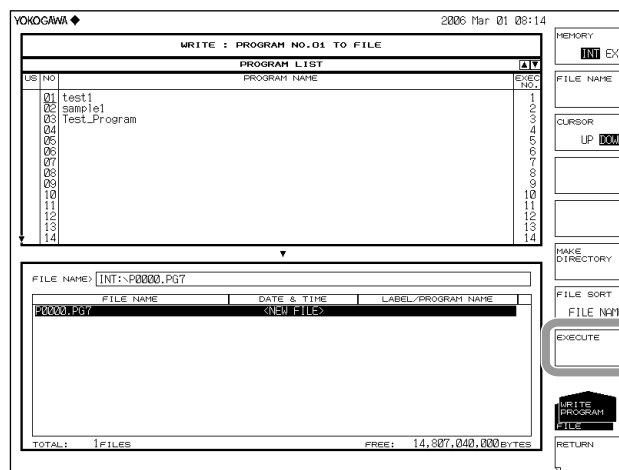 YOKOGAWA ◆ 2006 Mar 01 08:14
WRITE : PROGRAM NO.01 TO FILE
PROGRAM LIST
US NO PROGRAM NAME EXEC NO.
01 test1 1
02 sample1 2
03 Test_Program 3
04 4
05 5
06 6
07 7
08 8
09 9
10 10
11 11
12 12
13 13
14 14
FILE NAME> INT:\P0000.PG7
FILE NAME DATE & TIME LABEL/PROGRAM NAME
P0000.PG7 <NEW FILE>
TOTAL: 1FILES FREE: 14,807,040,000BYTES
MEMORY
INT EX
FILE NAME
CURSOR
UP DOW
MAKE
DIRECTORY
FILE SORT
FILE NAM
EXECUTE
WRITE
PROGRAM
FILE
RETURN